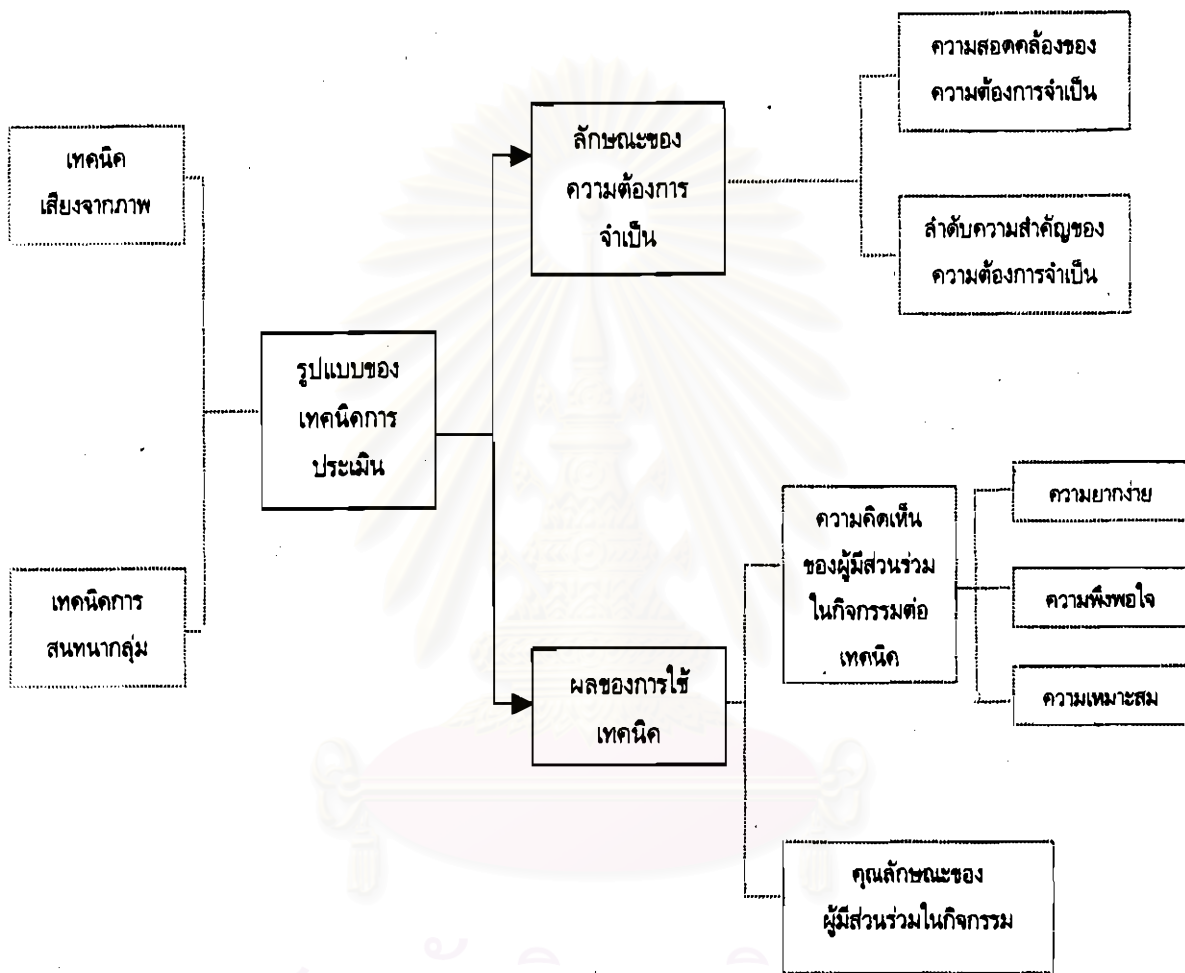 ความสอดคล้องของ
ความต้องการจำเป็น
เทคนิค
เสียงจากภาพ
ลักษณะของ
ความต้องการ
จำเป็น
ลำดับความสำคัญของ
ความต้องการจำเป็น
รูปแบบของ
เทคนิคการ
ประเมิน
ความคิดเห็น
ของผู้มีส่วนร่วม
ในกิจกรรมต่อ
เทคนิค
ความยากง่าย
ความพึงพอใจ
ความเหมาะสม
เทคนิคการ
สนทนากลุ่ม
ผลของการใช้
เทคนิค
คุณลักษณะของ
ผู้มีส่วนร่วมในกิจกรรม